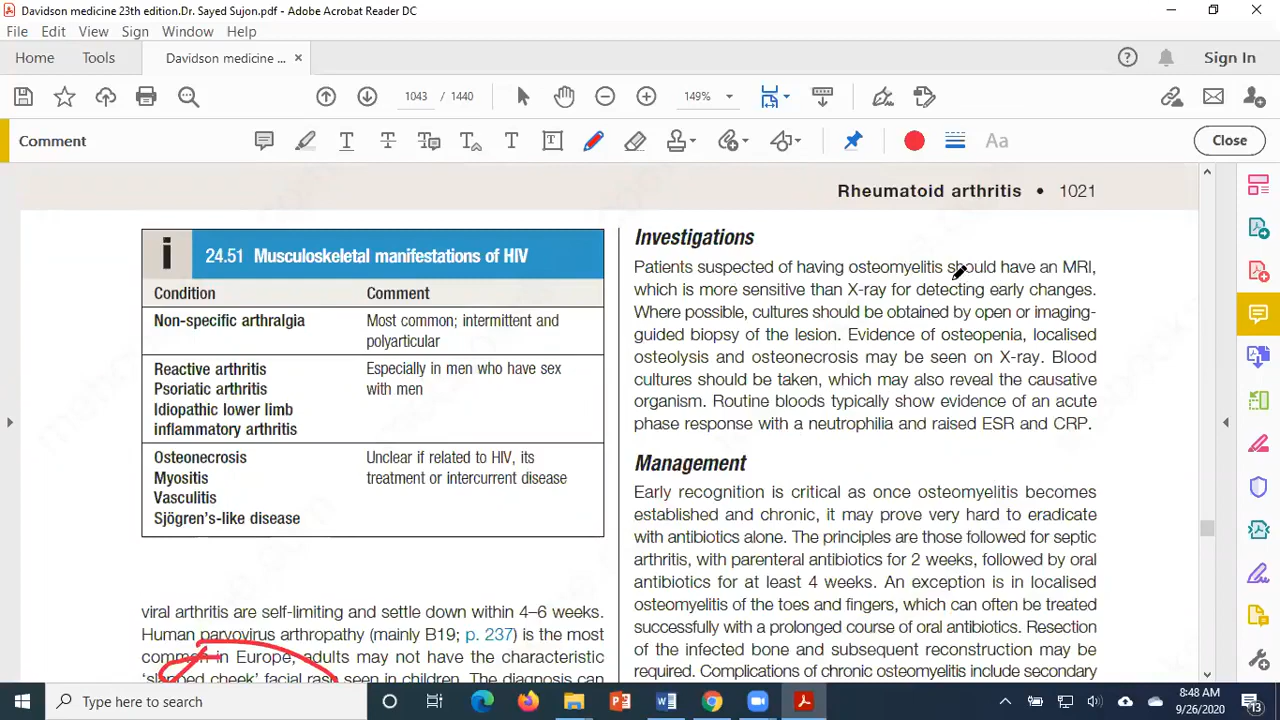 Davidson medicine 23th edition.Dr. Sayed Sujon.pdf - Adobe Acrobat Reader DC
File Edit View Sign Window Help
Home Tools Davidson medicine ... × Sign In
1043 / 1440 149%
Comment Aa Close
Rheumatoid arthritis • 1021
i 24.51 Musculoskeletal manifestations of HIV
Condition Comment
Non-specific arthralgia Most common; intermittent and
polyarticular
Reactive arthritis Especially in men who have sex
Psoriatic arthritis with men
Idiopathic lower limb
inflammatory arthritis
Osteonecrosis Unclear if related to HIV, its
Myositis treatment or intercurrent disease
Vasculitis
Sjögren's-like disease
viral arthritis are self-limiting and settle down within 4–6 weeks.
Human parvovirus arthropathy (mainly B19; p. 237) is the most
common in Europe, adults may not have the characteristic
'slapped cheek' facial rash seen in children. The diagnosis can
Investigations
Patients suspected of having osteomyelitis should have an MRI,
which is more sensitive than X-ray for detecting early changes.
Where possible, cultures should be obtained by open or imaging-
guided biopsy of the lesion. Evidence of osteopenia, localised
osteolysis and osteonecrosis may be seen on X-ray. Blood
cultures should be taken, which may also reveal the causative
organism. Routine bloods typically show evidence of an acute
phase response with a neutrophilia and raised ESR and CRP.
Management
Early recognition is critical as once osteomyelitis becomes
established and chronic, it may prove very hard to eradicate
with antibiotics alone. The principles are those followed for septic
arthritis, with parenteral antibiotics for 2 weeks, followed by oral
antibiotics for at least 4 weeks. An exception is in localised
osteomyelitis of the toes and fingers, which can often be treated
successfully with a prolonged course of oral antibiotics. Resection
of the infected bone and subsequent reconstruction may be
required. Complications of chronic osteomyelitis include secondary
Type here to search
8:48 AM
9/26/2020
13